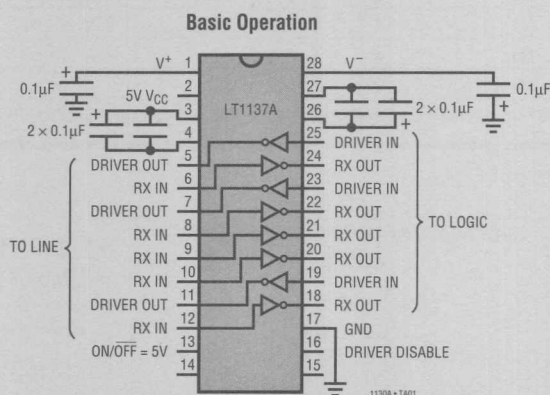 Basic Operation
V+ 1 28 V−
0.1µF + 2 27 0.1µF +
5V VCC 3 LT1137A 26 2 × 0.1µF +
2 × 0.1µF + 4 25 DRIVER IN
DRIVER OUT 5 24 RX OUT
RX IN 6 23 DRIVER IN
DRIVER OUT 7 22 RX OUT
RX IN 8 21 RX OUT
TO LINE RX IN 9 20 RX OUT TO LOGIC
RX IN 10 19 DRIVER IN
DRIVER OUT 11 18 RX OUT
RX IN 12 17 GND
ON/OFF = 5V 13 16 DRIVER DISABLE
14 15
1130A • TA01